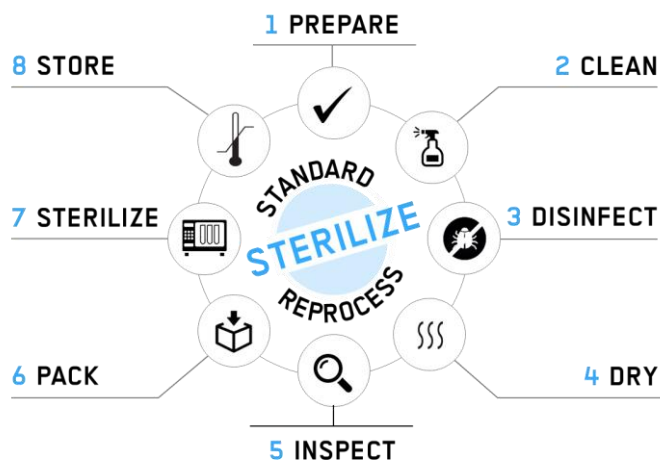 1 PREPARE
8 STORE
2 CLEAN
STANDARD
7 STERILIZE
STERILIZE
3 DISINFECT
REPROCESS
6 PACK
4 DRY
5 INSPECT